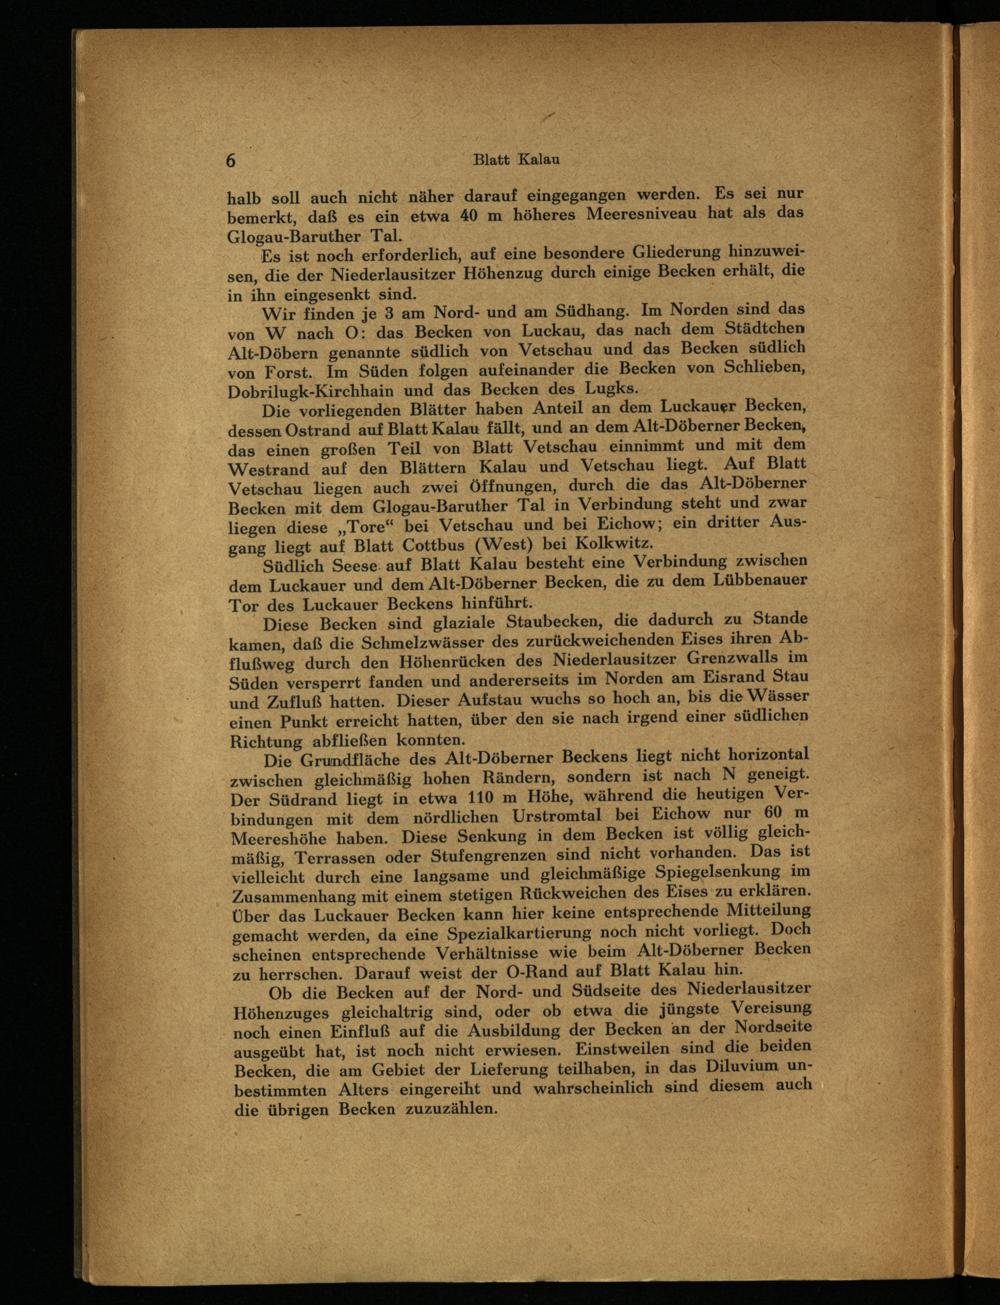 6
Blatt Kalau
halb soll auch nicht näher darauf eingegangen werden. Es sei nur
bemerkt, daß es ein etwa 40 m höheres Meeresniveau hat als das
Glogau-Baruther Tal.
Es ist noch erforderlich, auf eine besondere Gliederung hinzuwei-
sen, die der Niederlausitzer Höhenzug durch einige Becken erhält, die
in ihn eingesenkt sind.
Wir finden je 3 am Nord- und am Südhang. Im Norden sind das
von W nach O: das Becken von Luckau, das nach dem Städtchen
Alt-Döbern genannte südlich von Vetschau und das Becken südlich
von Forst. Im Süden folgen aufeinander die Becken von Schlieben,
Dobrilugk-Kirchhain und das Becken des Lugks.
Die vorliegenden Blätter haben Anteil an dem Luckauer Becken,
dessen Ostrand auf Blatt Kalau fällt, und an dem Alt-Döberner Becken,
das einen großen Teil von Blatt Vetschau einnimmt und mit dem
Westrand auf den Blättern Kalau und Vetschau liegt. Auf Blatt
Vetschau liegen auch zwei Öffnungen, durch die das Alt-Döberner
Becken mit dem Glogau-Baruther Tal in Verbindung steht und zwar
liegen diese „Tore“ bei Vetschau und bei Eichow; ein dritter Aus-
gang liegt auf Blatt Cottbus (West) bei Kolkwitz.
Südlich Seese auf Blatt Kalau besteht eine Verbindung zwischen
dem Luckauer und dem Alt-Döberner Becken, die zu dem Lübbenauer
Tor des Luckauer Beckens hinführt.
Diese Becken sind glaziale Staubecken, die dadurch zu Stande
kamen, daß die Schmelzwässer des zurückweichenden Eises ihren Ab-
flußweg durch den Höhenrücken des Niederlausitzer Grenzwalls im
Süden versperrt fanden und andererseits im Norden am Eisrand Stau
und Zufluß hatten. Dieser Aufstau wuchs so hoch an, bis die Wässer
einen Punkt erreicht hatten, über den sie nach irgend einer südlichen
Richtung abfließen konnten.
Die Grundfläche des Alt-Döberner Beckens liegt nicht horizontal
zwischen gleichmäßig hohen Rändern, sondern ist nach N geneigt.
Der Südrand liegt in etwa 110 m Höhe, während die heutigen Ver-
bindungen mit dem nördlichen Urstromtal bei Eichow nur 60 m
Meereshöhe haben. Diese Senkung in dem Becken ist völlig gleich-
mäßig, Terrassen oder Stufengrenzen sind nicht vorhanden. Das ist
vielleicht durch eine langsame und gleichmäßige Spiegelsenkung im
Zusammenhang mit einem stetigen Rückweichen des Eises zu erklären.
Über das Luckauer Becken kann hier keine entsprechende Mitteilung
gemacht werden, da eine Spezialkartierung noch nicht vorliegt. Doch
scheinen entsprechende Verhältnisse wie beim Alt-Döberner Becken
zu herrschen. Darauf weist der O-Rand auf Blatt Kalau hin.
Ob die Becken auf der Nord- und Südseite des Niederlausitzer
Höhenzuges gleichaltrig sind, oder ob etwa die jüngste Vereisung
noch einen Einfluß auf die Ausbildung der Becken an der Nordseite
ausgeübt hat, ist noch nicht erwiesen. Einstweilen sind die beiden
Becken, die am Gebiet der Lieferung teilhaben, in das Diluvium un-
bestimmten Alters eingereiht und wahrscheinlich sind diesem auch
die übrigen Becken zuzuzählen.